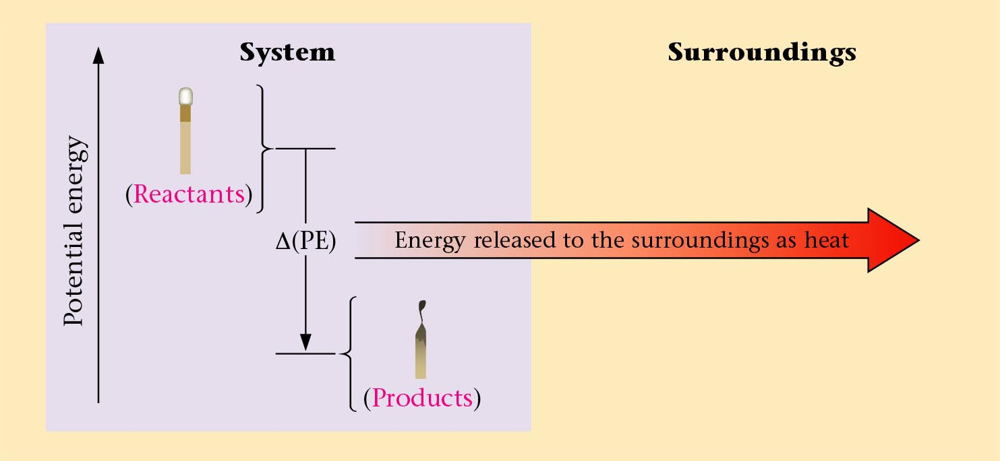 System
Surroundings
Potential energy
(Reactants)
Δ(PE)
Energy released to the surroundings as heat
(Products)